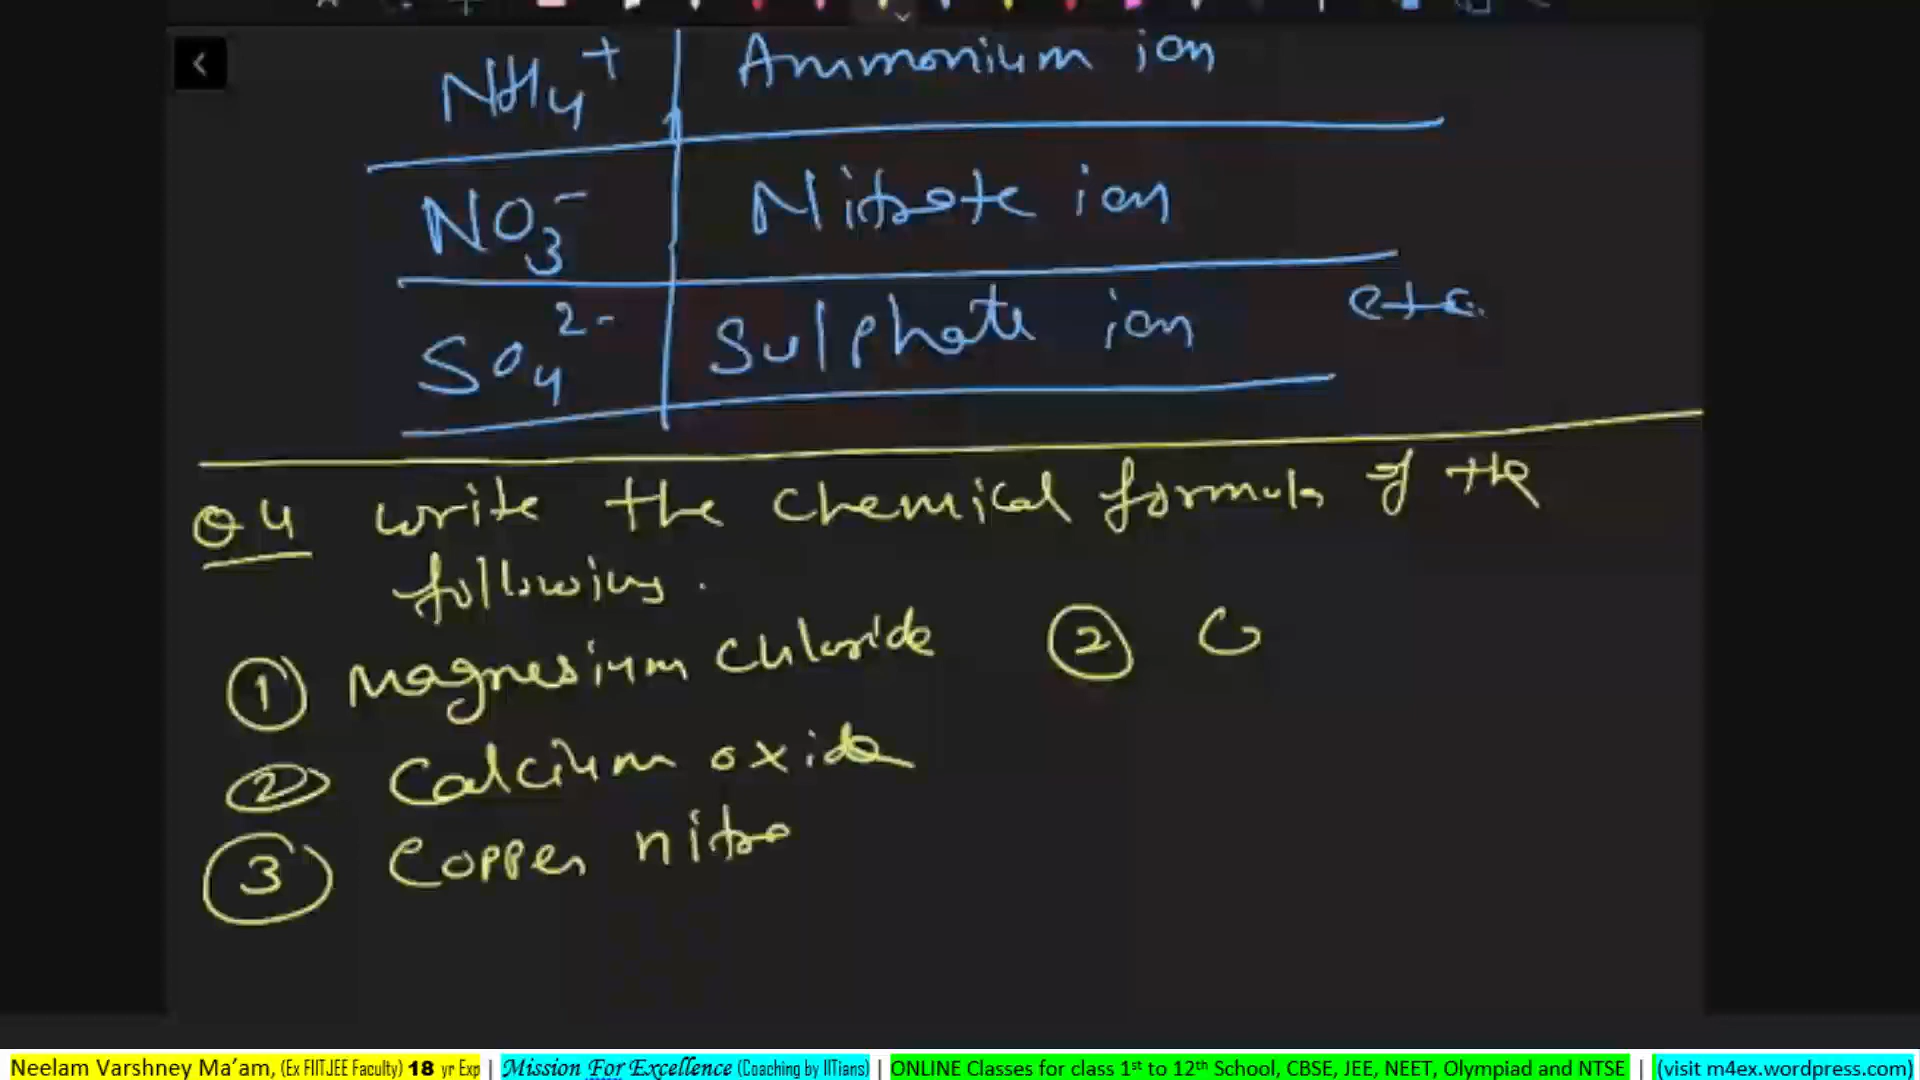 NH4+ Ammonium ion
NO3- Nitrate ion
SO4 2- Sulphate ion etc.
Q4 Write the chemical formula of the
following.
① Magnesium chloride ② C
② Calcium oxide
③ Copper nitra
Neelam Varshney Ma'am, (Ex FIITJEE Faculty) 18 yr Exp | Mission For Excellence (Coaching by IITians) | ONLINE Classes for class 1st to 12th School, CBSE, JEE, NEET, Olympiad and NTSE | (visit m4ex.wordpress.com)